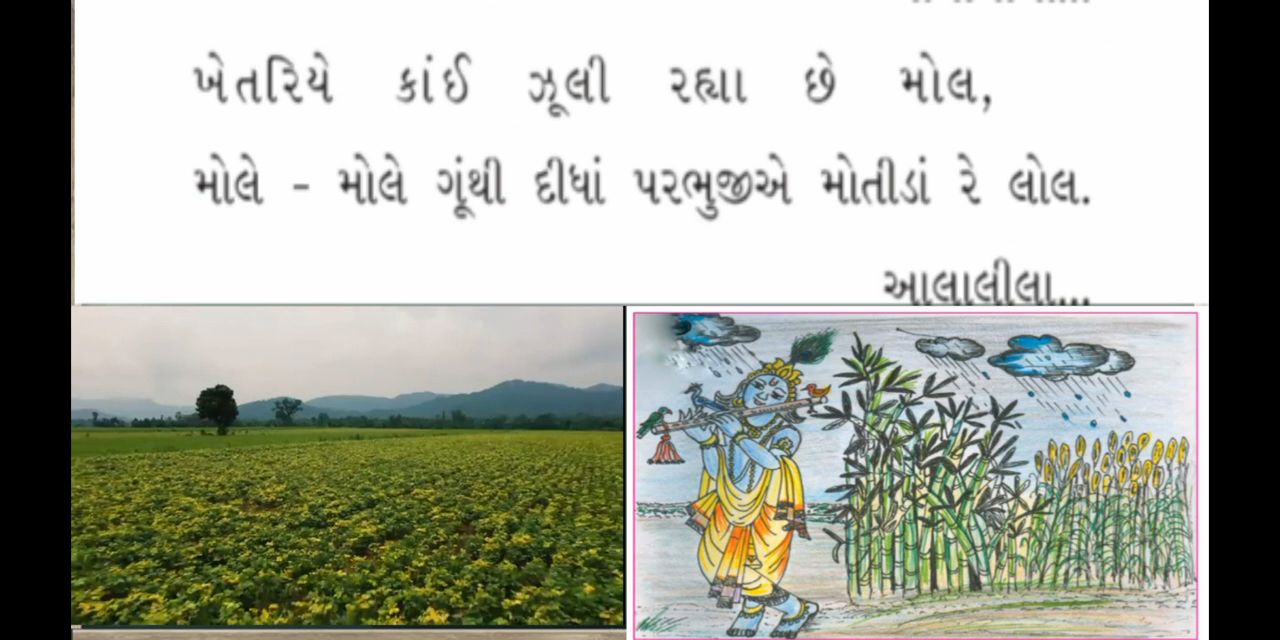 ખેતરિયે કાંઈ ઝૂલી રહ્યા છે મોલ,
મોલે - મોલે ગૂંથી દીધાં પરભુજીએ મોતીડાં રે લોલ.
આલાલીલા...